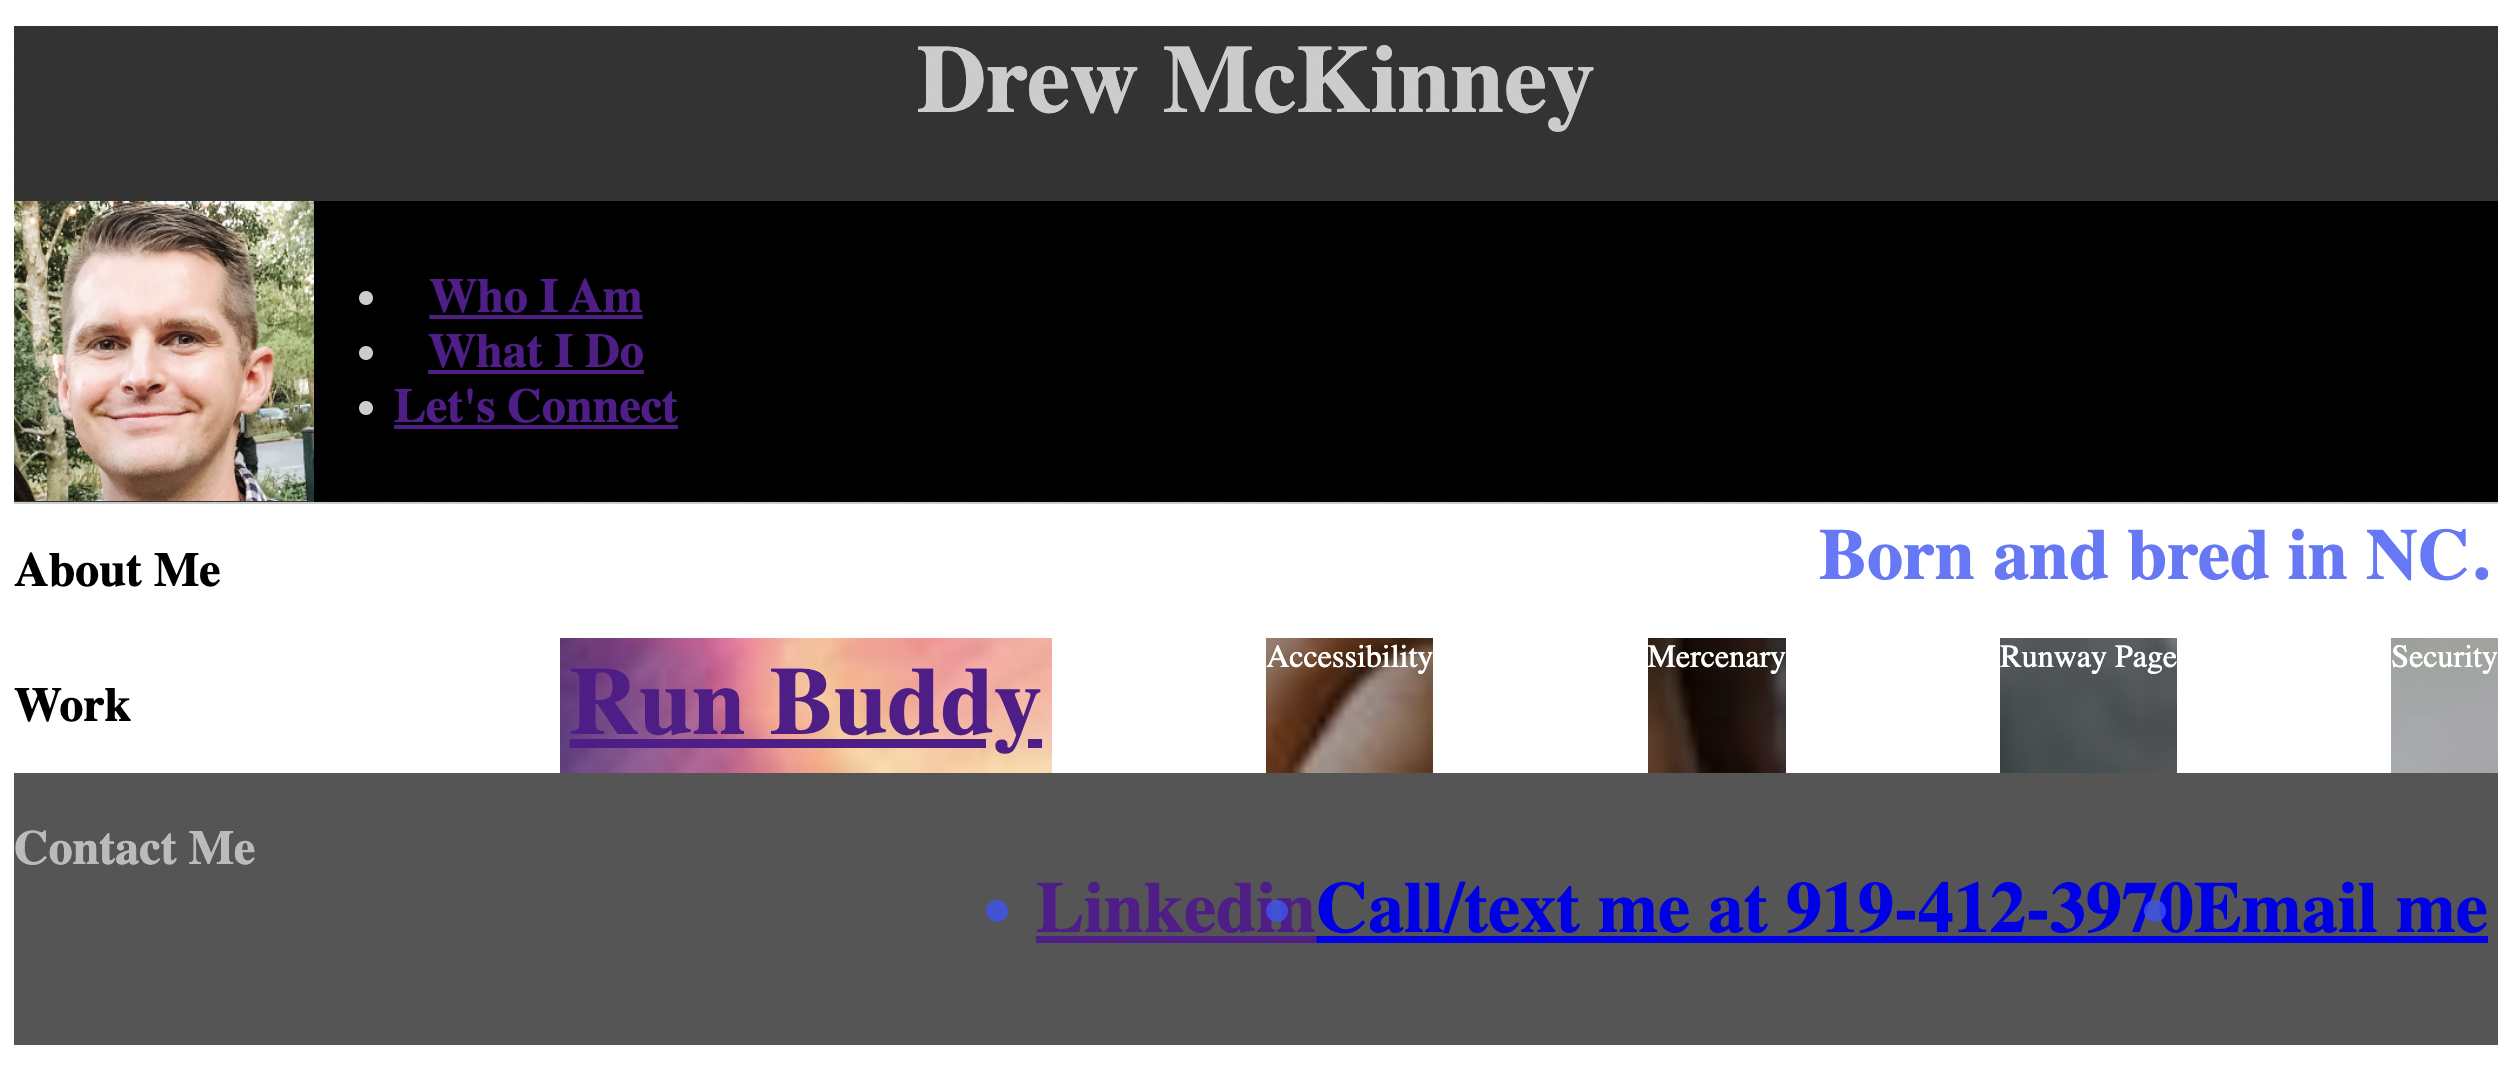 Drew McKinney
Who I Am
What I Do
Let's Connect
About Me
Born and bred in NC.
Work
Run Buddy
Accessibility
Mercenary
Runway Page
Security
Contact Me
LinkedinCall/text me at 919-412-3970Email me